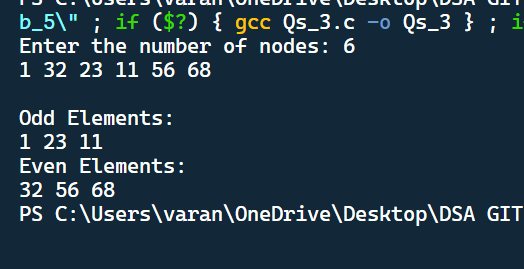 PS C:\Users\varan\OneDrive\Desktop\DSA GIT
b_5\" ; if ($?) { gcc Qs_3.c -o Qs_3 } ; i
Enter the number of nodes: 6
1 32 23 11 56 68
Odd Elements:
1 23 11
Even Elements:
32 56 68
PS C:\Users\varan\OneDrive\Desktop\DSA GIT